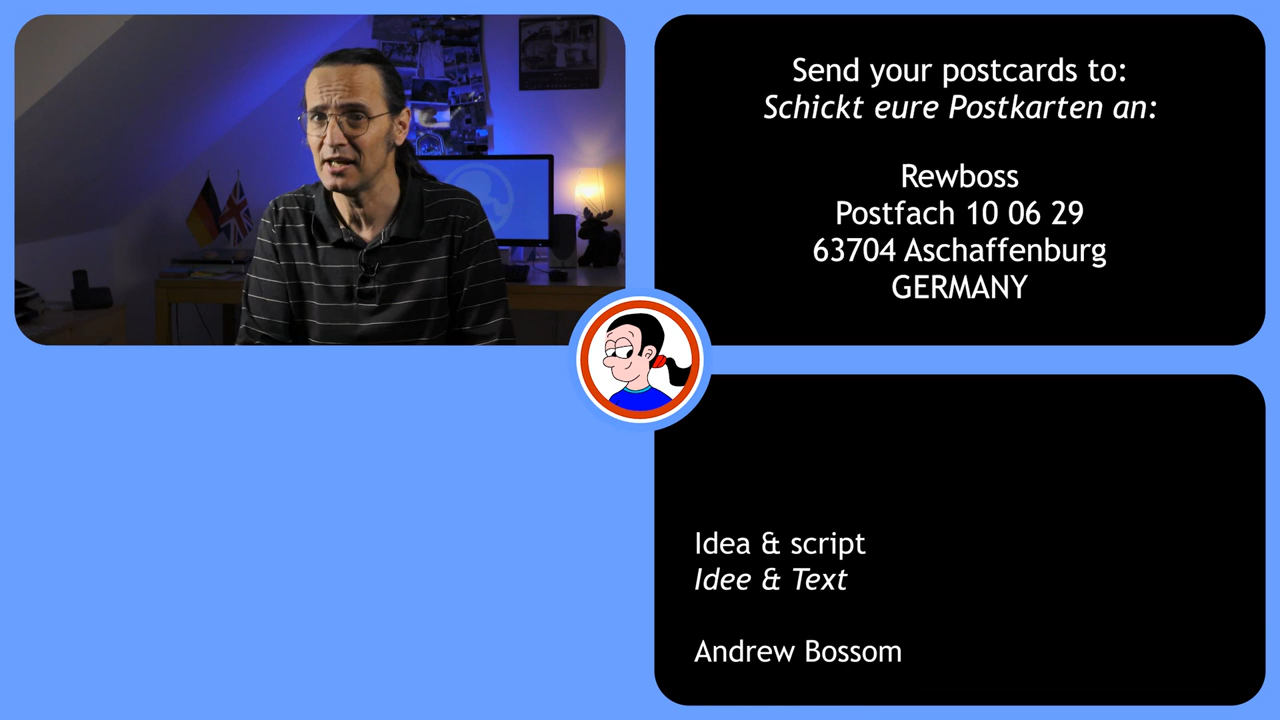 Send your postcards to:
Schickt eure Postkarten an:
Rewboss
Postfach 10 06 29
63704 Aschaffenburg
GERMANY
Idea & script
Idee & Text
Andrew Bossom